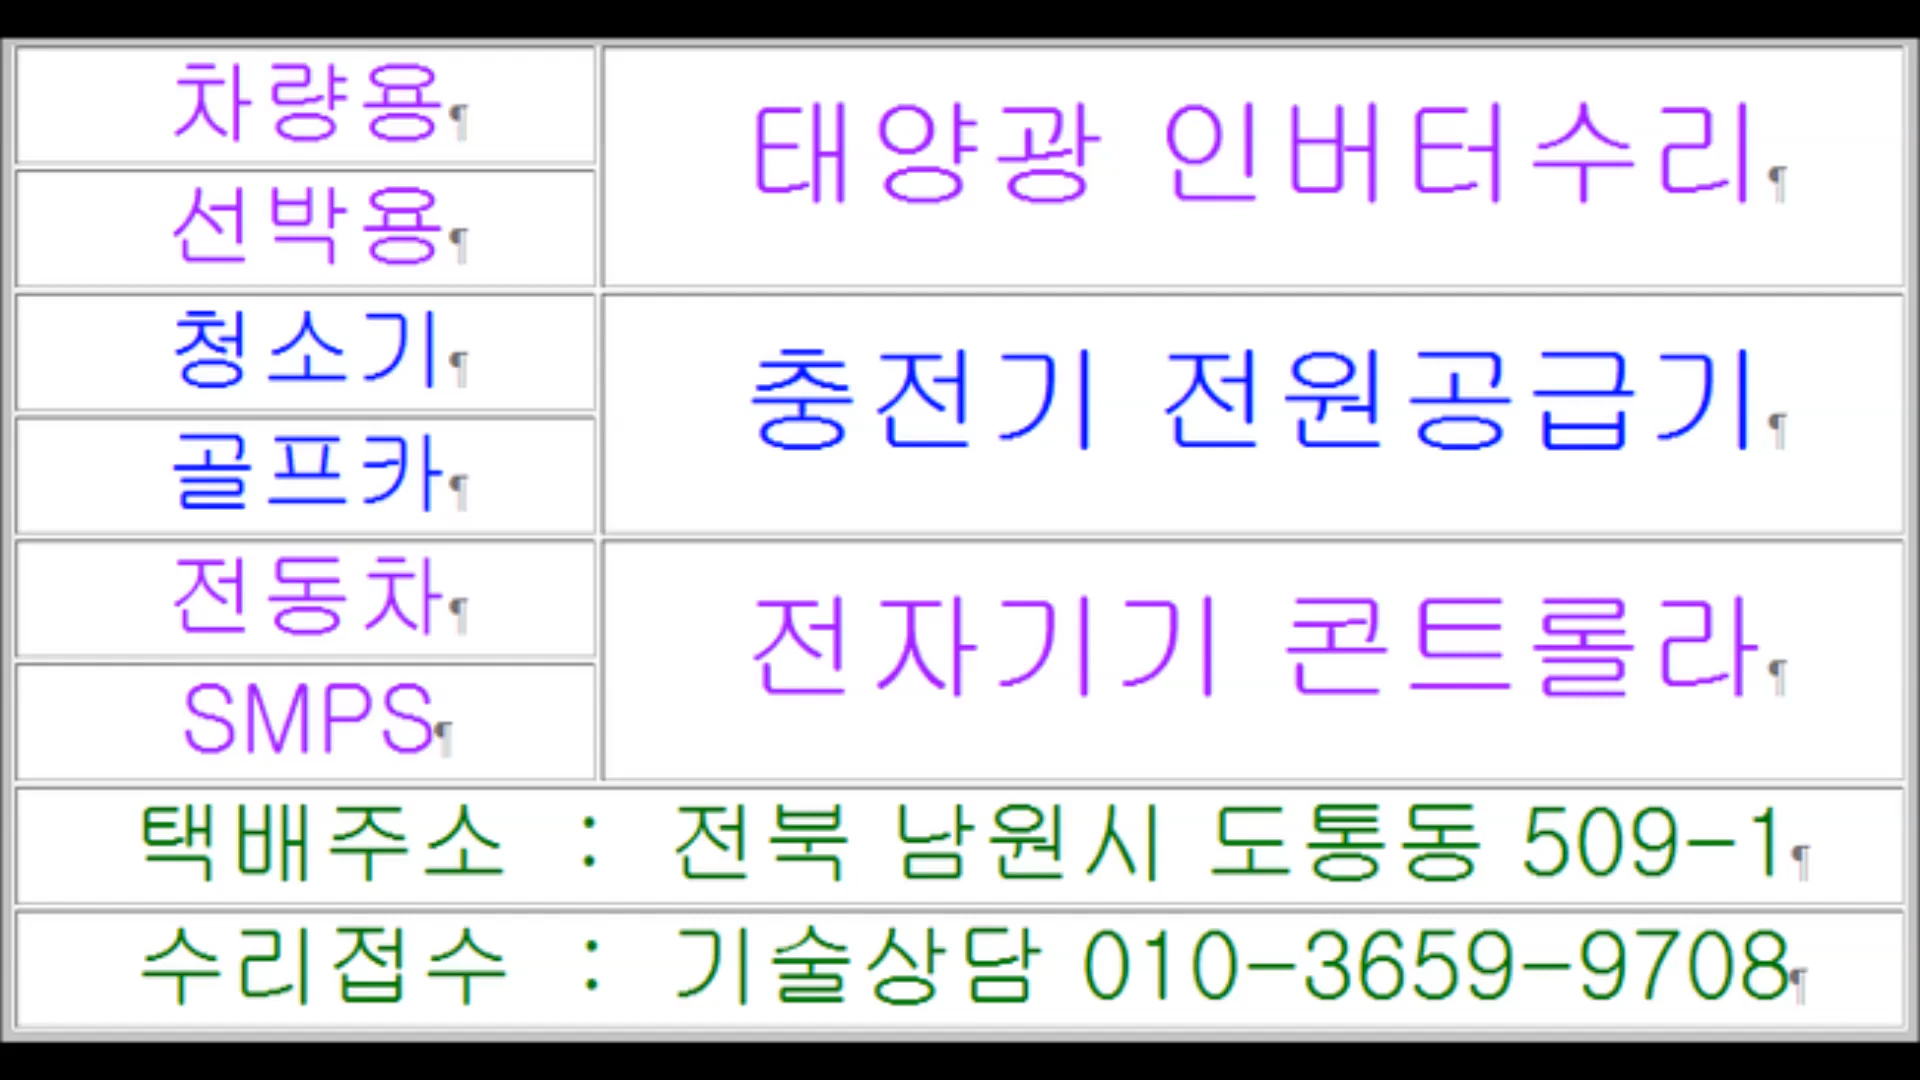 차량용
태양광 인버터수리
선박용
청소기
충전기 전원공급기
골프카
전동차
전자기기 콘트롤라
SMPS
택배주소 : 전북 남원시 도통동 509-1
수리접수 : 기술상담 010-3659-9708